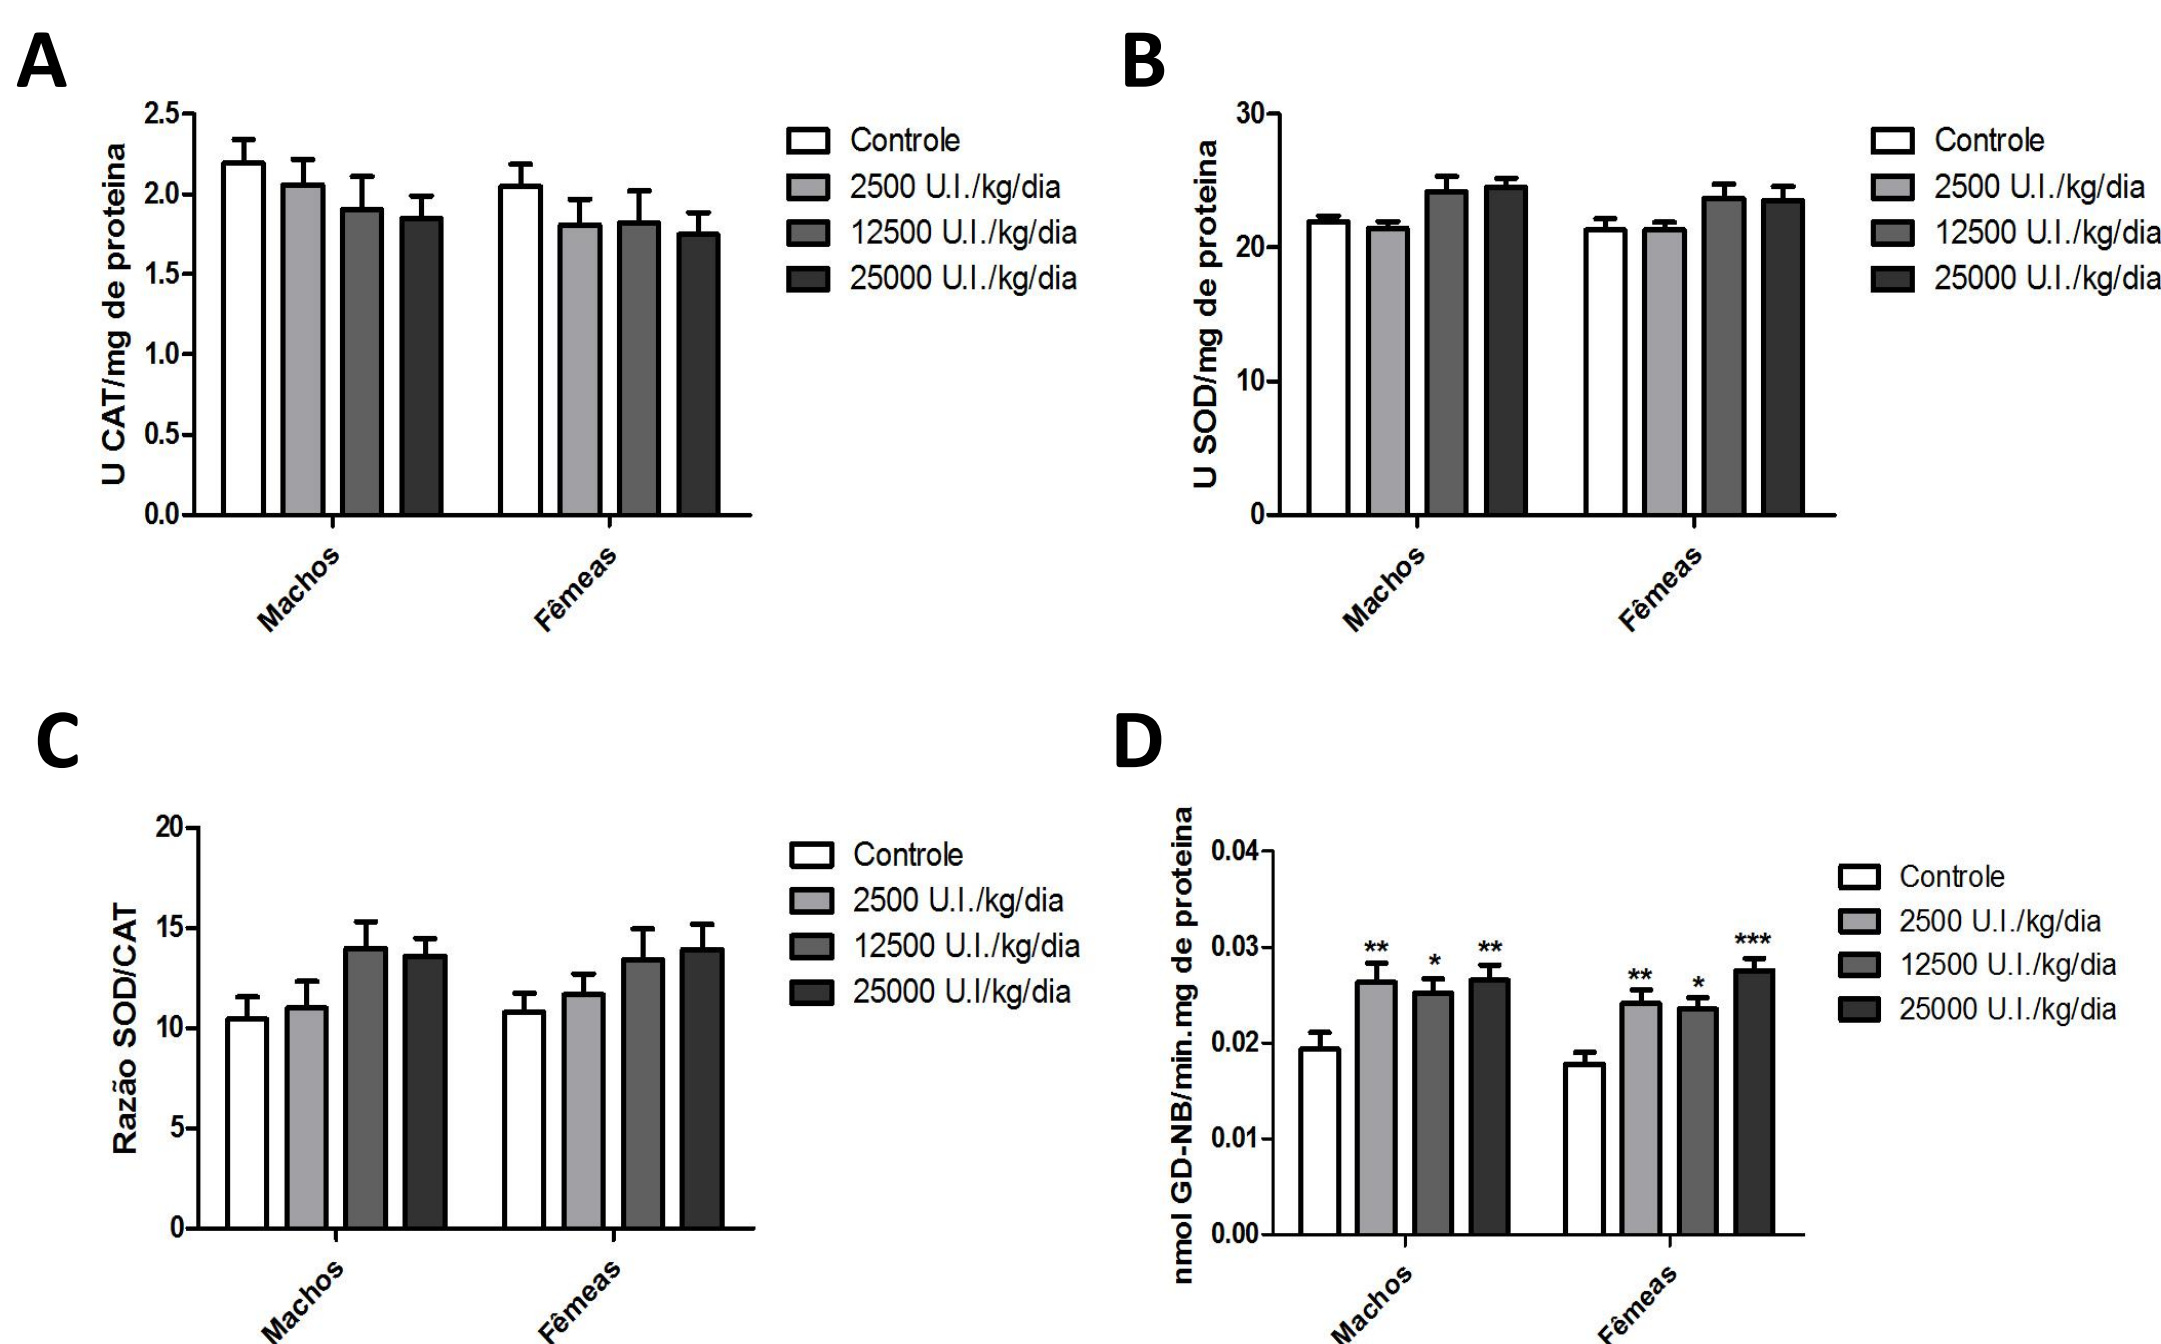 A
U CAT/mg de proteina
2.5
2.0
1.5
1.0
0.5
0.0
Machos
Fêmeas
Controle
2500 U.I./kg/dia
12500 U.I./kg/dia
25000 U.I./kg/dia
B
U SOD/mg de proteina
30
20
10
0
Machos
Fêmeas
Controle
2500 U.I./kg/dia
12500 U.I./kg/dia
25000 U.I./kg/dia
C
Razão SOD/CAT
20
15
10
5
0
Machos
Fêmeas
Controle
2500 U.I./kg/dia
12500 U.I./kg/dia
25000 U.I/kg/dia
D
nmol GD-NB/min.mg de proteina
0.04
0.03
0.02
0.01
0.00
** * **
** * ***
Machos
Fêmeas
Controle
2500 U.I./kg/dia
12500 U.I./kg/dia
25000 U.I./kg/dia